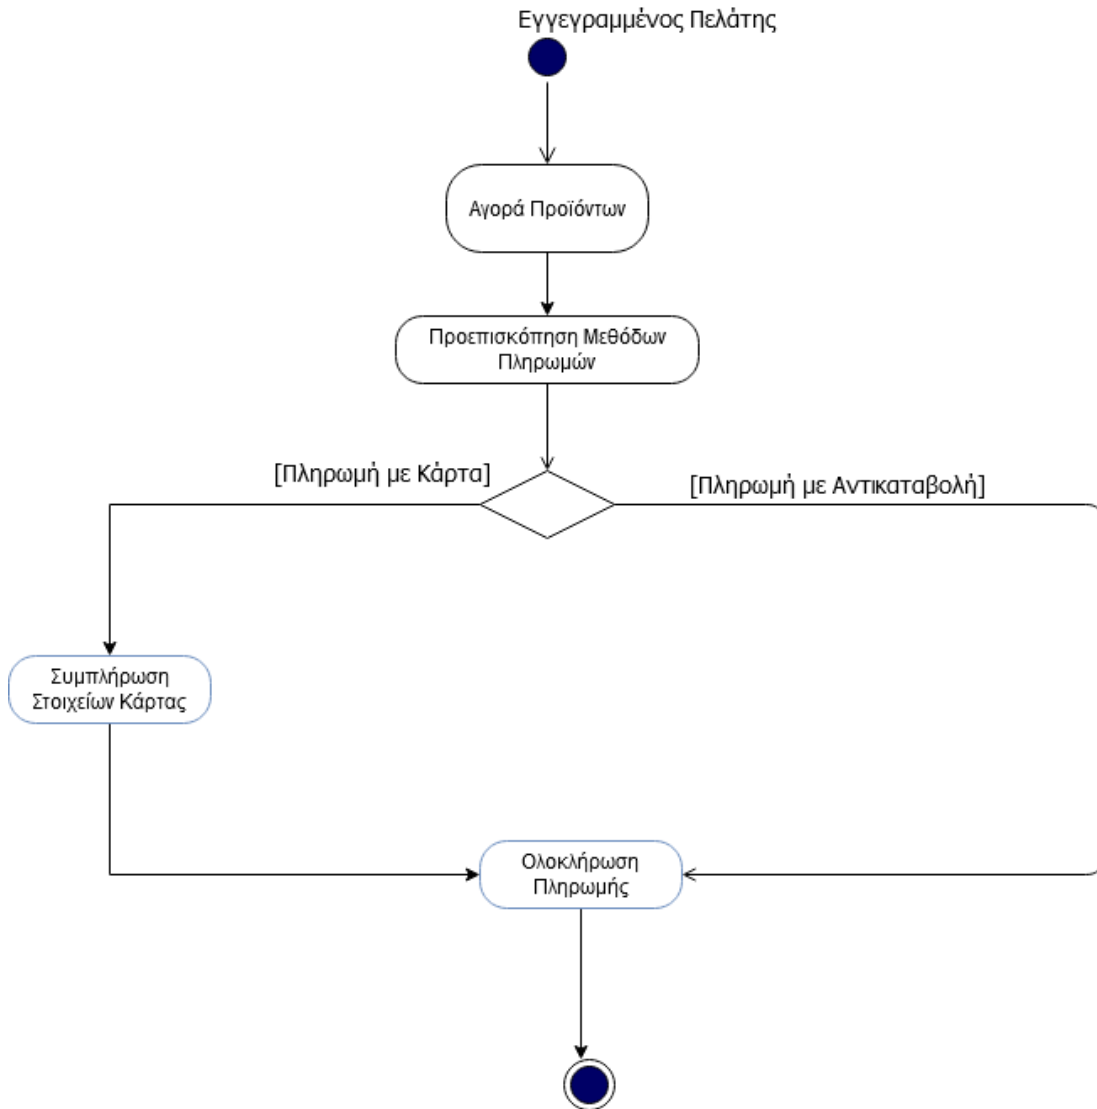 Εγγεγραμμένος Πελάτης
Αγορά Προϊόντων
Προεπισκόπηση Μεθόδων
Πληρωμών
[Πληρωμή με Κάρτα]
[Πληρωμή με Αντικαταβολή]
Συμπλήρωση
Στοιχείων Κάρτας
Ολοκλήρωση
Πληρωμής